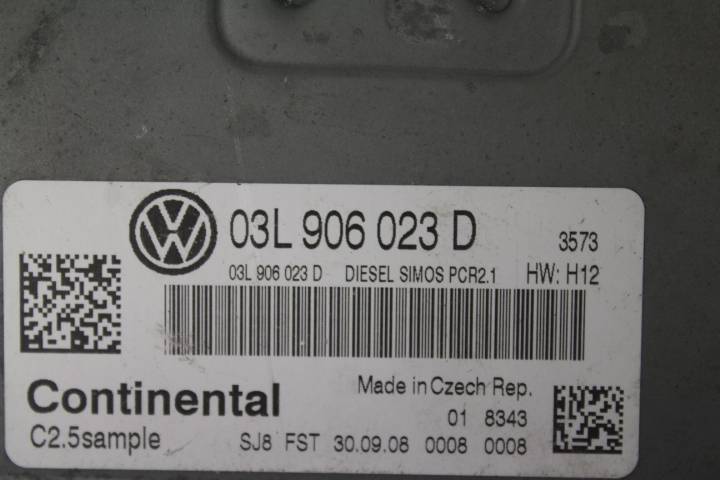 VW 03L 906 023 D 3573
03L 906 023 D DIESEL SIMOS PCR2.1 HW: H12
Continental Made in Czech Rep.
01 8343
C2.5sample SJ8 FST 30.09.08 0008 0008